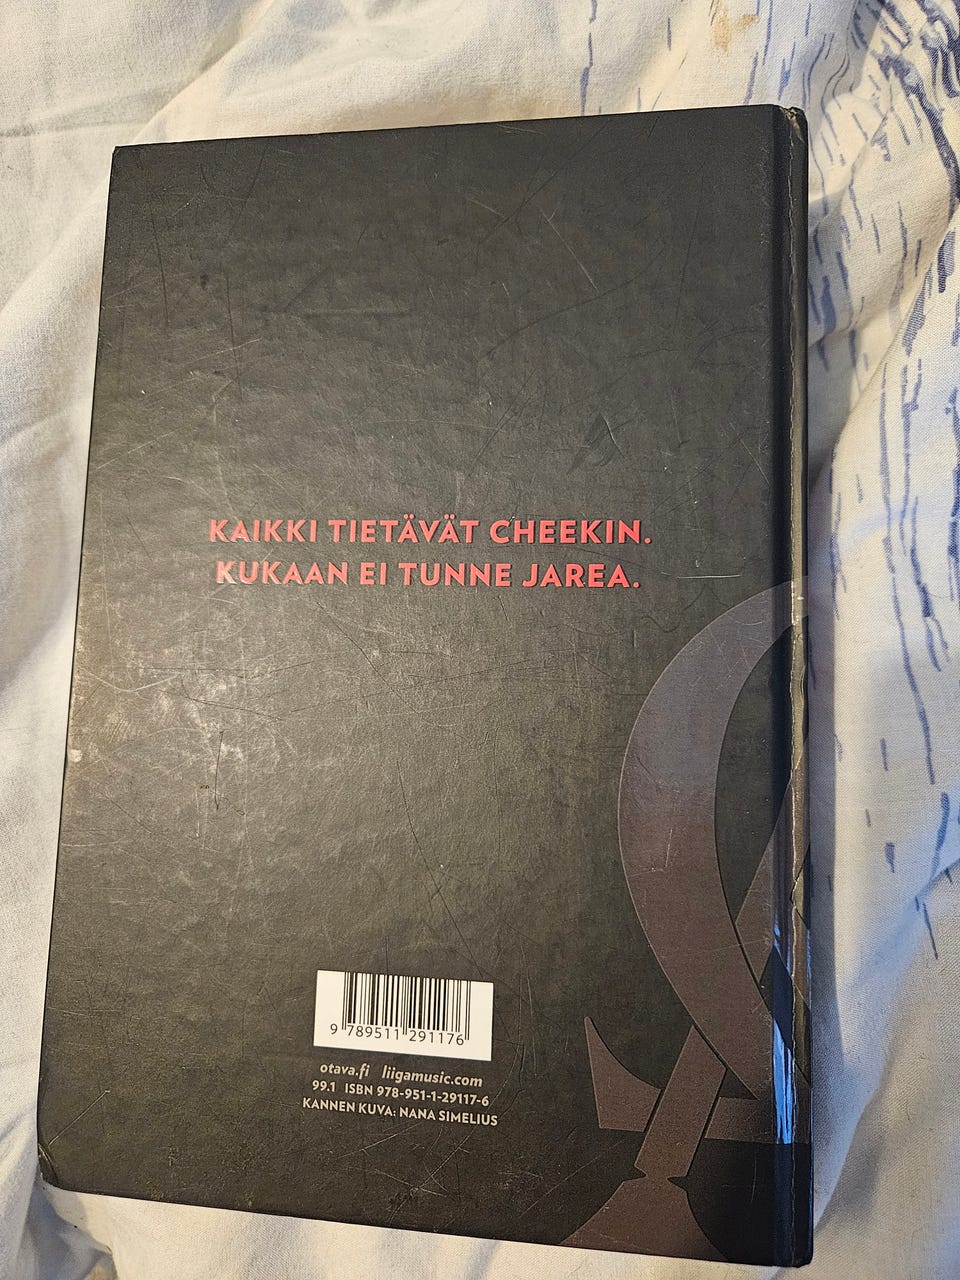 KAIKKI TIETÄVÄT CHEEKIN.
KUKAAN EI TUNNE JAREA.
9 789511 291176
otava.fi liigamusic.com
99.1 ISBN 978-951-1-29117-6
KANNEN KUVA: NANA SIMELIUS